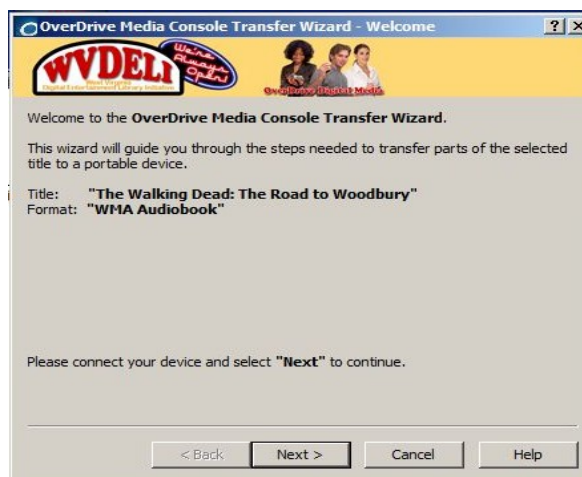 OverDrive Media Console Transfer Wizard - Welcome
WVDELI
We're Always Open!
West Virginia
Digital Entertainment Library Initiative
OverDrive Digital Media
Welcome to the OverDrive Media Console Transfer Wizard.
This wizard will guide you through the steps needed to transfer parts of the selected
title to a portable device.
Title: "The Walking Dead: The Road to Woodbury"
Format: "WMA Audiobook"
Please connect your device and select "Next" to continue.
< Back Next > Cancel Help